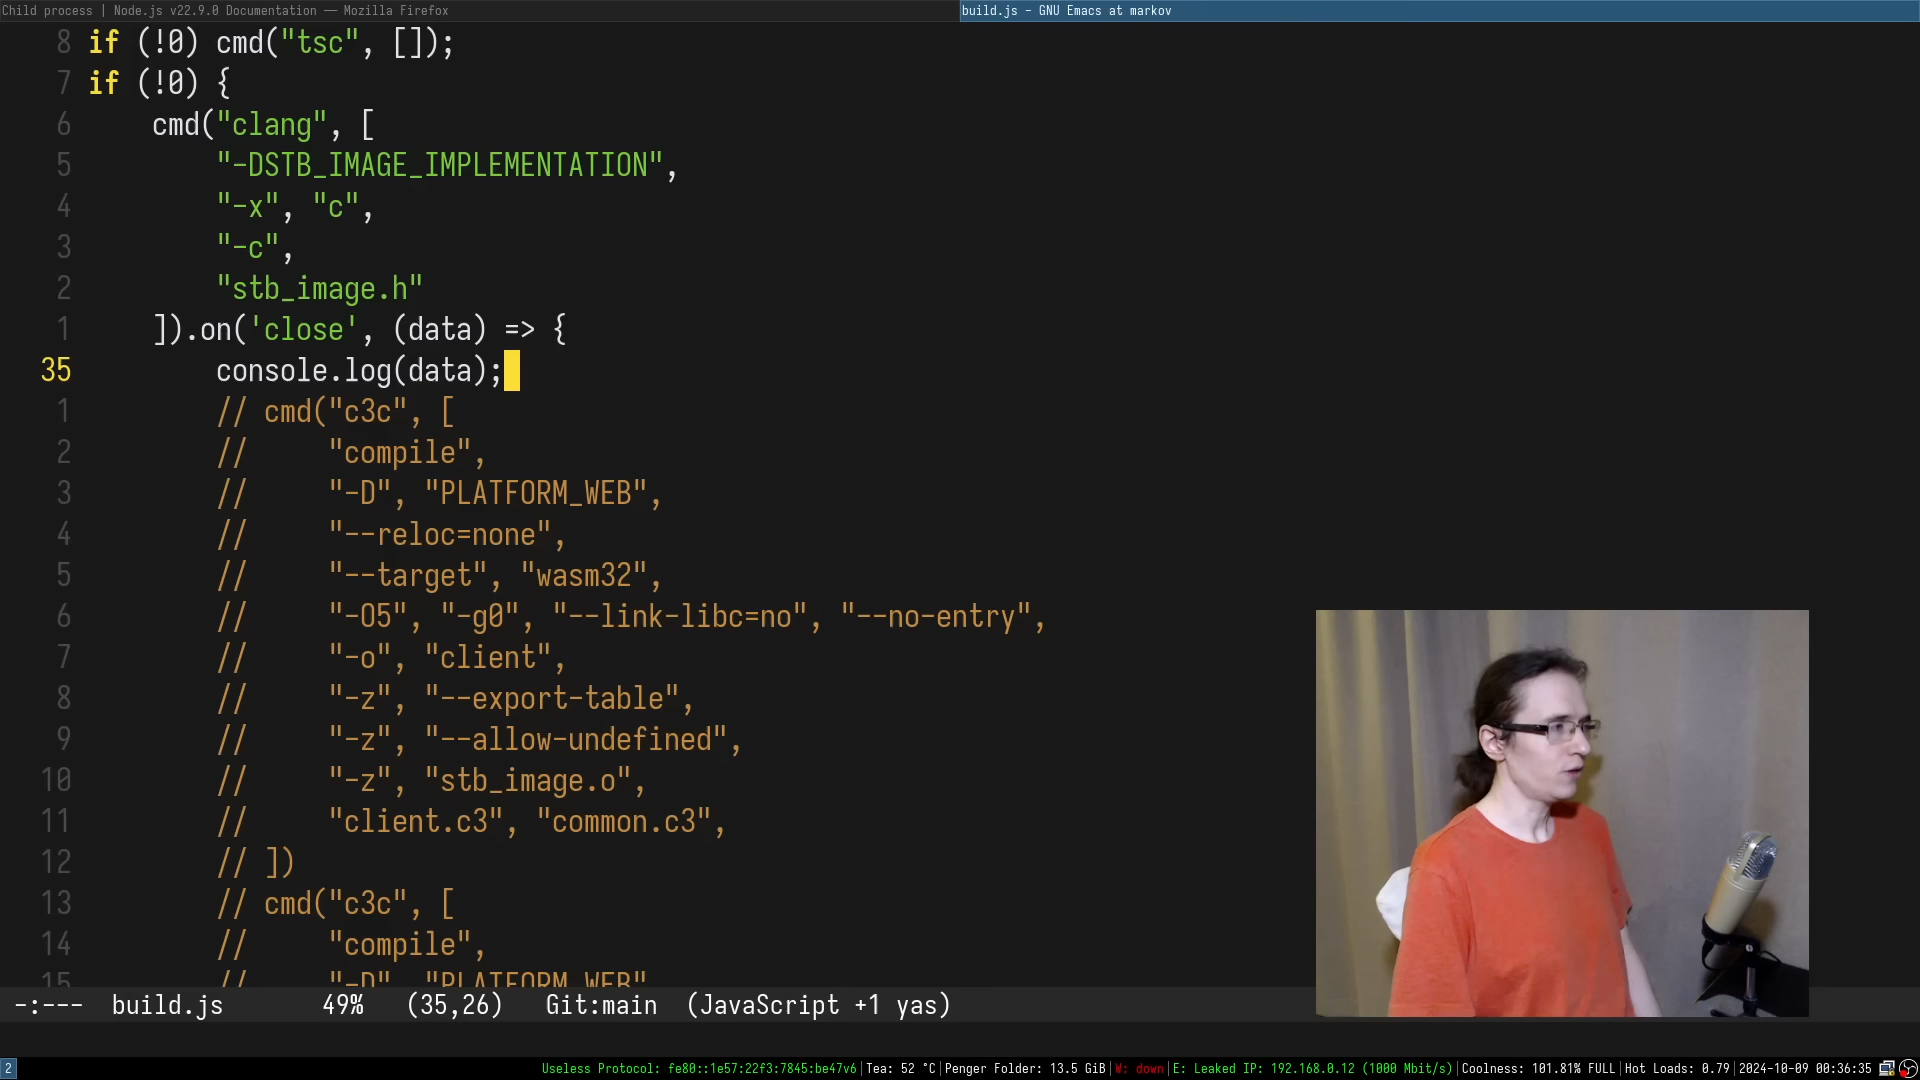 Child process | Node.js v22.9.0 Documentation — Mozilla Firefox
build.js - GNU Emacs at markov
8 if (!0) cmd("tsc", []);
7 if (!0) {
6 cmd("clang", [
5 "-DSTB_IMAGE_IMPLEMENTATION",
4 "-x", "c",
3 "-c",
2 "stb_image.h"
1 ]).on('close', (data) => {
35 console.log(data);
1 // cmd("c3c", [
2 // "compile",
3 // "-D", "PLATFORM_WEB",
4 // "--reloc=none",
5 // "--target", "wasm32",
6 // "-O5", "-g0", "--link-libc=no", "--no-entry",
7 // "-o", "client",
8 // "-z", "--export-table",
9 // "-z", "--allow-undefined",
10 // "-z", "stb_image.o",
11 // "client.c3", "common.c3",
12 // ])
13 // cmd("c3c", [
14 // "compile",
15 // "-D", "PLATFORM_WEB"
-:--- build.js 49% (35,26) Git:main (JavaScript +1 yas)
2
Useless Protocol: fe80::1e57:22f3:7845:be47v6|Tea: 52 °C|Penger Folder: 13.5 GiB|W: down|E: Leaked IP: 192.168.0.12 (1000 Mbit/s)|Coolness: 101.81% FULL|Hot Loads: 0.79|2024-10-09 00:36:35